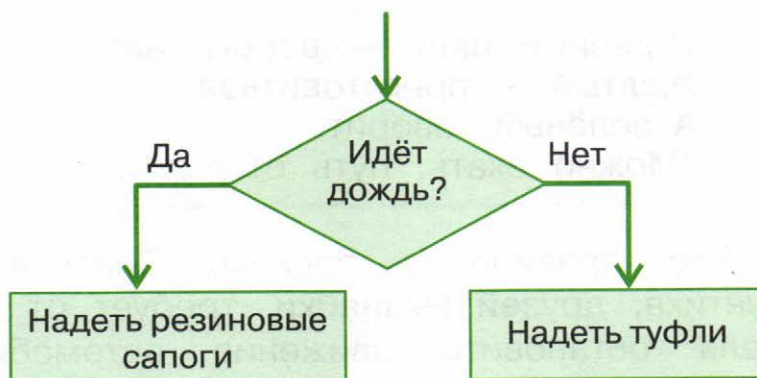 Идёт
дождь?
Да
Нет
Надеть резиновые
сапоги
Надеть туфли